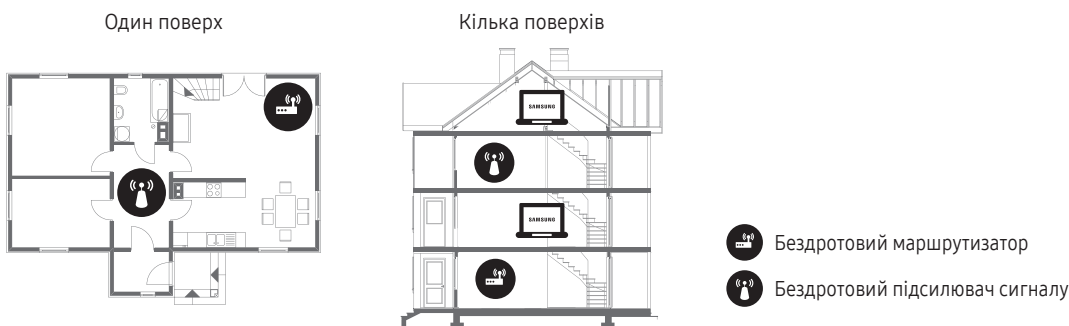 Один поверх
Кілька поверхів
SAMSUNG
SAMSUNG
Бездротовий маршрутизатор
Бездротовий підсилювач сигналу